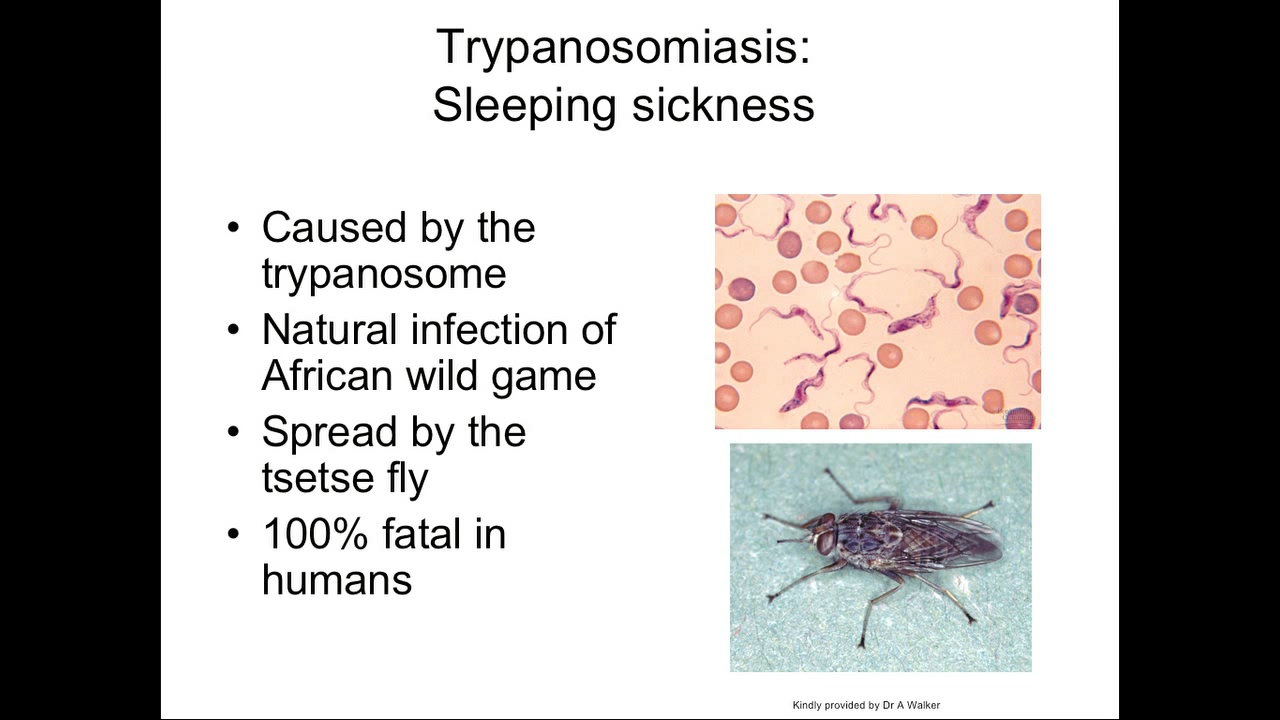 Trypanosomiasis:
Sleeping sickness
• Caused by the
trypanosome
• Natural infection of
African wild game
• Spread by the
tsetse fly
• 100% fatal in
humans
Kindly provided by Dr A Walker